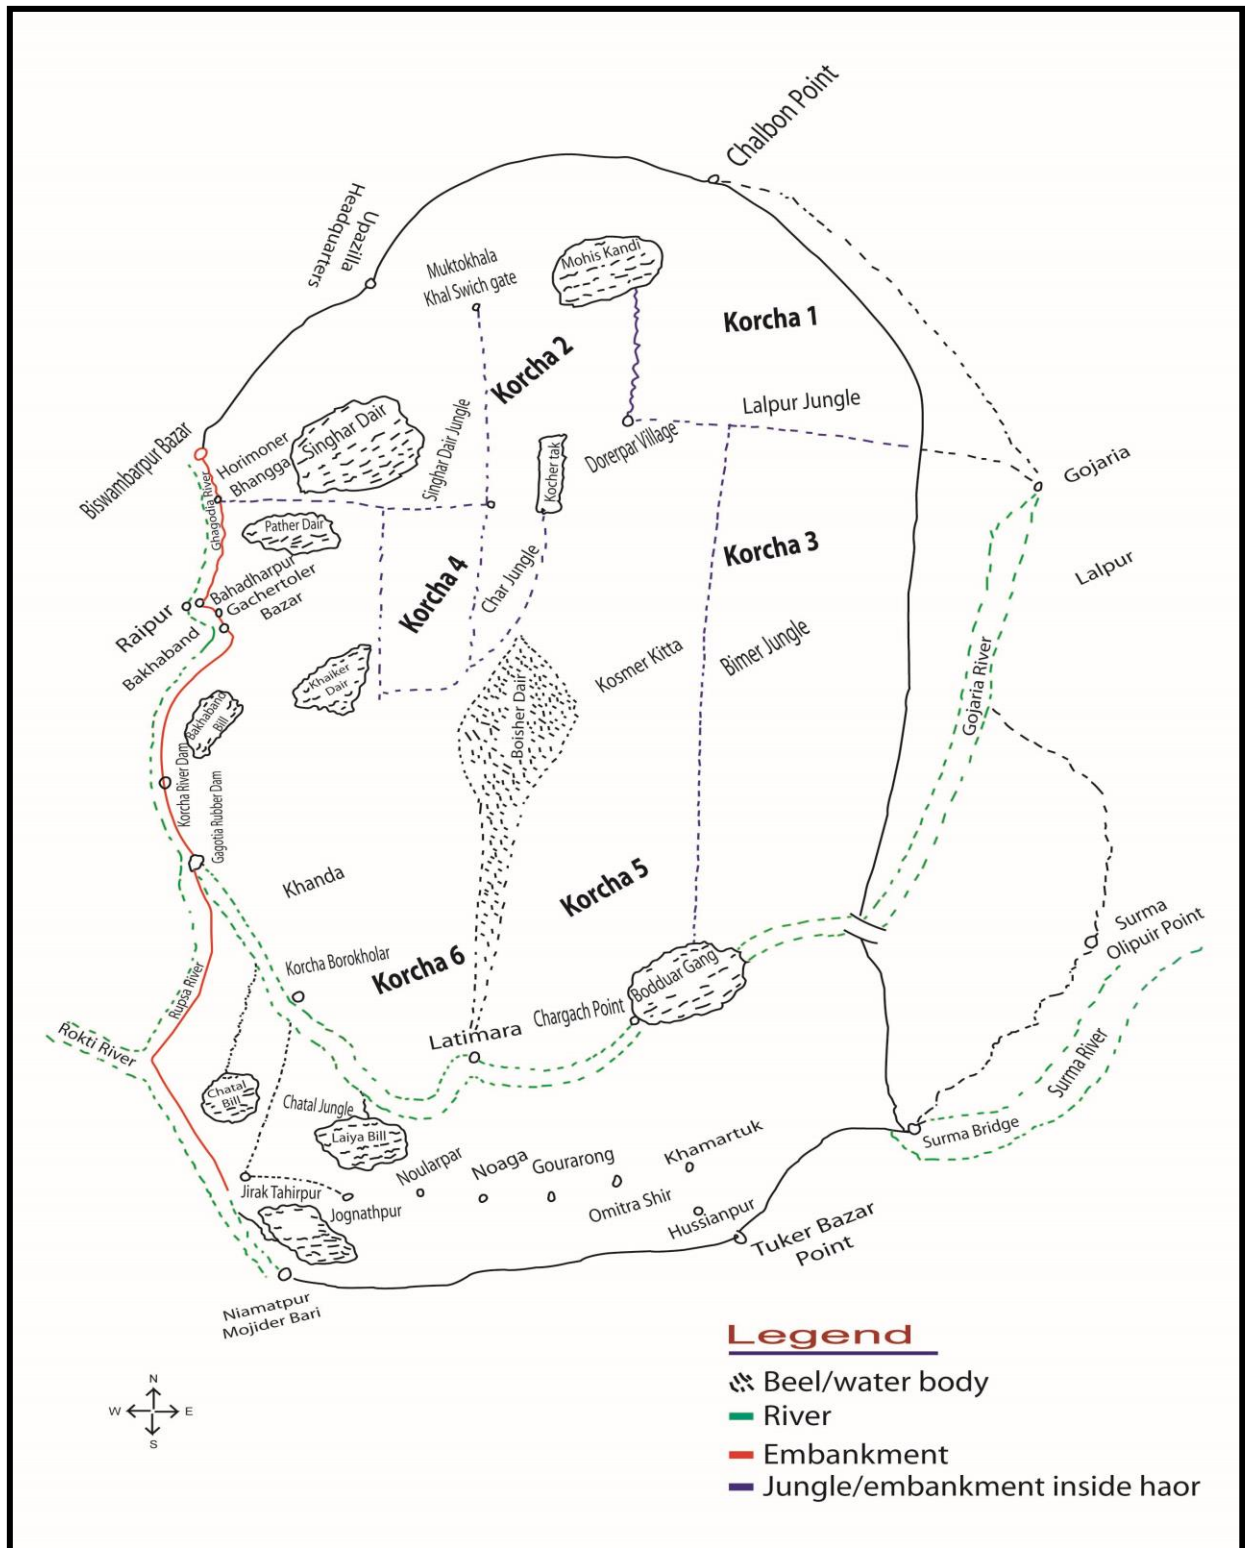 Chalbon Point
Upazilla
Headquarters
Muktokhala
Khal Swich gate
Mohis Kandi
Korcha 1
Korcha 2
Lalpur Jungle
Biswambarpur Bazar
Horimoner
Bhangga
Singhar Dair
Singhar Dair Jungle
Kocher tak
Dorerpar Village
Gojaria
Ghagodia River
Pather Dair
Korcha 3
Lalpur
Bahadharpur
Gachertoler
Bazar
Raipur
Bakhaband
Korcha 4
Char Jungle
Khaiker
Dair
Kosmer Kitta
Bimer Jungle
Gojaria River
Bakhaband
Bill
Boisher Dair
Korcha River Dam
Gagotia Rubber Dam
Khanda
Korcha 5
Surma
Olipuir Point
Korcha Borokholar
Korcha 6
Bodduar Gang
Rupsa River
Chargach Point
Latimara
Rokti River
Surma River
Chatal
Bill
Chatal Jungle
Laiya Bill
Surma Bridge
Noularpar
Noaga
Gourarong
Khamartuk
Jirak Tahirpur
Jognathpur
Omitra Shir
Hussianpur
Tuker Bazar
Point
Niamatpur
Mojider Bari
N
W E
S
Legend
Beel/water body
River
Embankment
Jungle/embankment inside haor